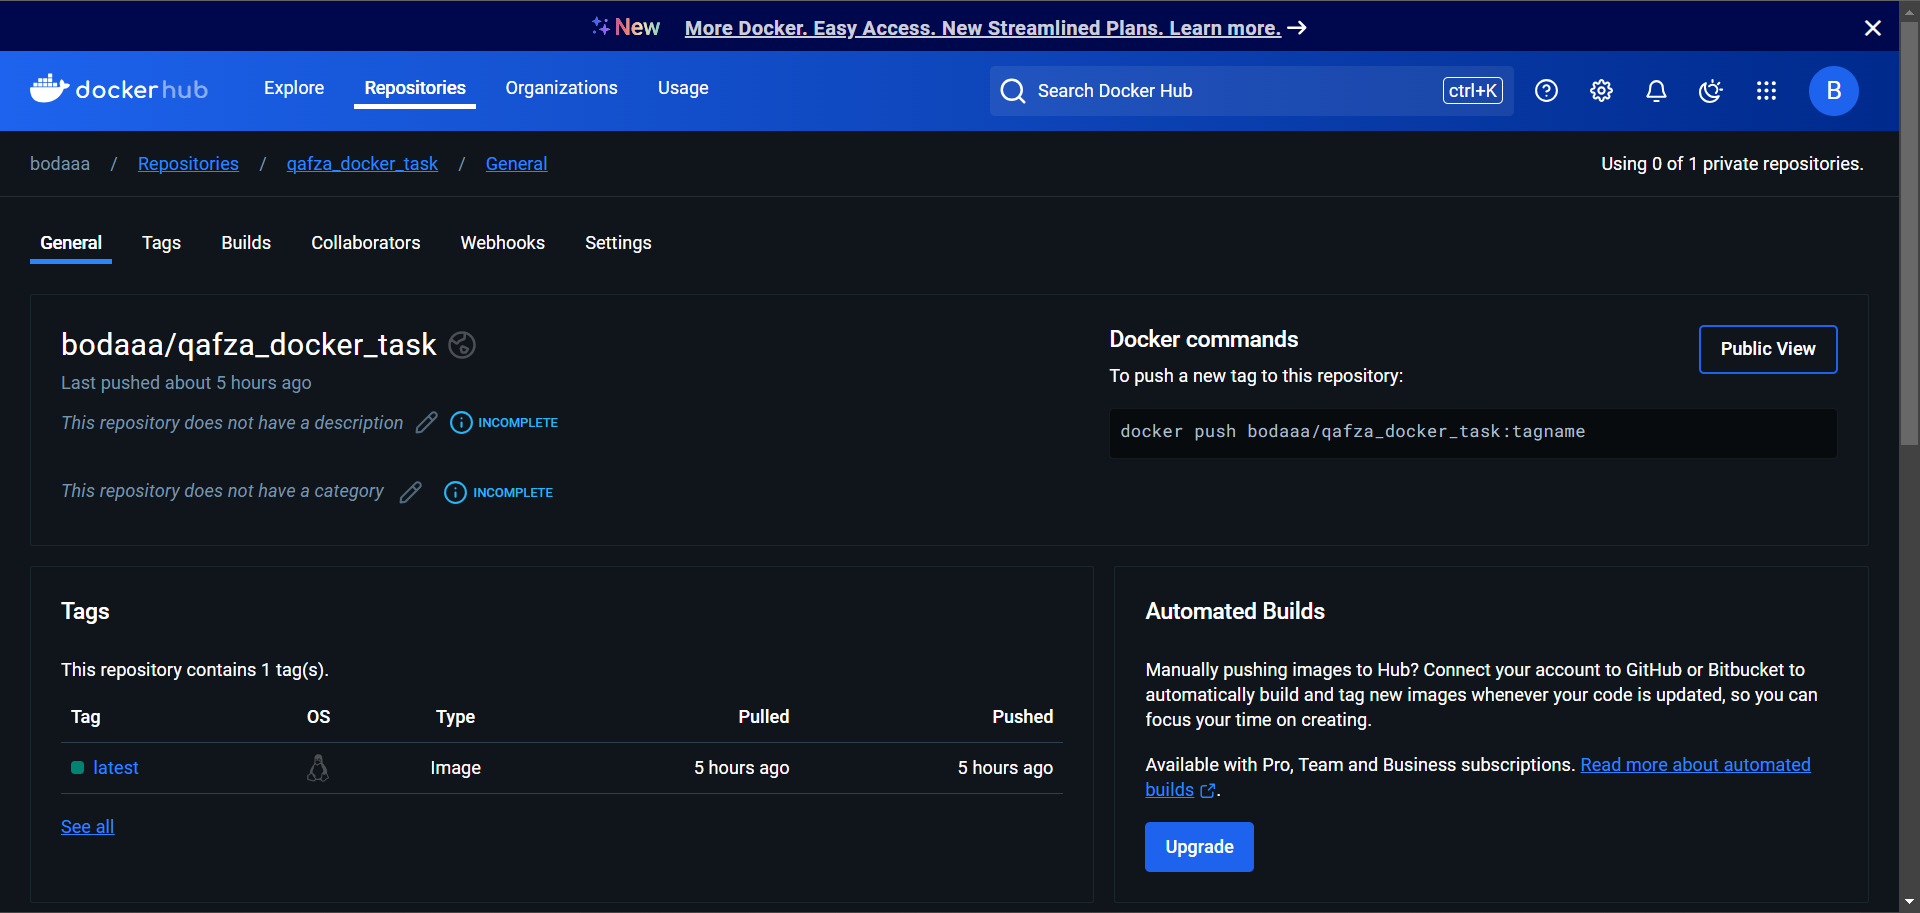 New More Docker. Easy Access. New Streamlined Plans. Learn more.
dockerhub Explore Repositories Organizations Usage Search Docker Hub ctrl+K B
bodaaa / Repositories / qafza_docker_task / General Using 0 of 1 private repositories.
General Tags Builds Collaborators Webhooks Settings
bodaaa/qafza_docker_task
Last pushed about 5 hours ago
This repository does not have a description INCOMPLETE
This repository does not have a category INCOMPLETE
Docker commands
Public View
To push a new tag to this repository:
docker push bodaaa/qafza_docker_task:tagname
Tags
This repository contains 1 tag(s).
Tag OS Type Pulled Pushed
latest Image 5 hours ago 5 hours ago
See all
Automated Builds
Manually pushing images to Hub? Connect your account to GitHub or Bitbucket to
automatically build and tag new images whenever your code is updated, so you can
focus your time on creating.
Available with Pro, Team and Business subscriptions. Read more about automated
builds.
Upgrade